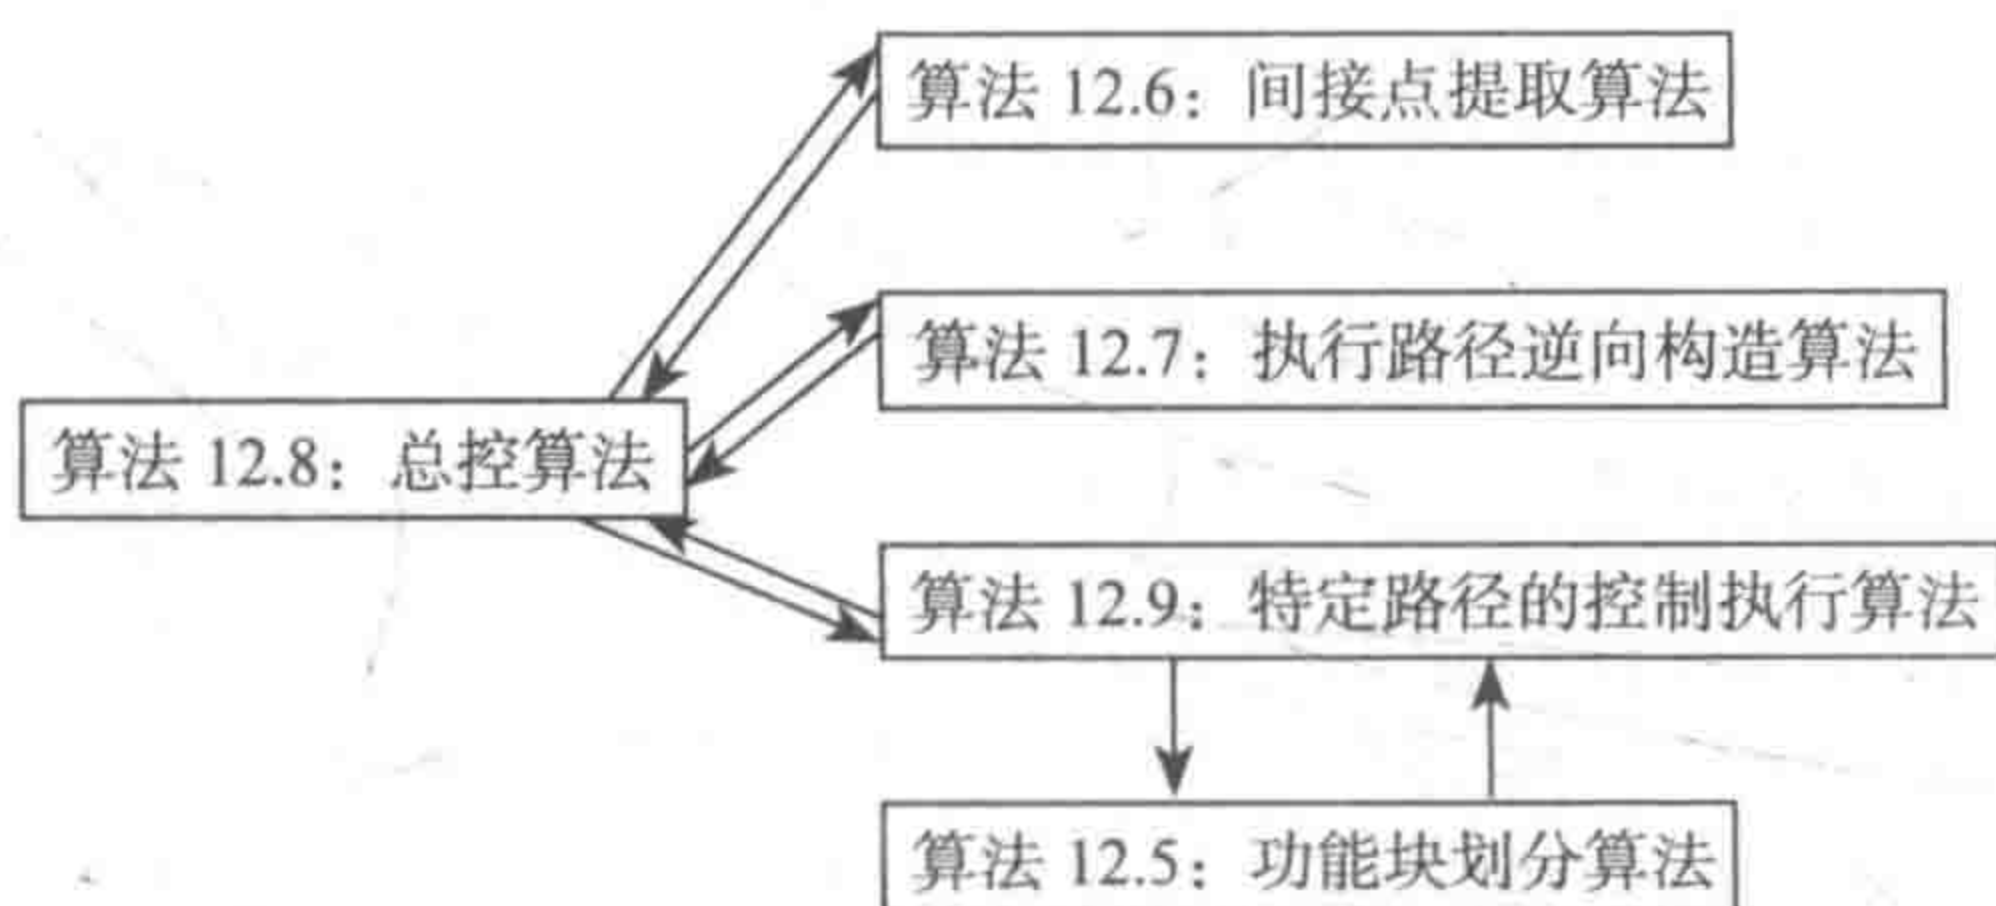 算法 12.6：间接点提取算法
算法 12.7：执行路径逆向构造算法
算法 12.8：总控算法
算法 12.9：特定路径的控制执行算法
算法 12.5：功能块划分算法